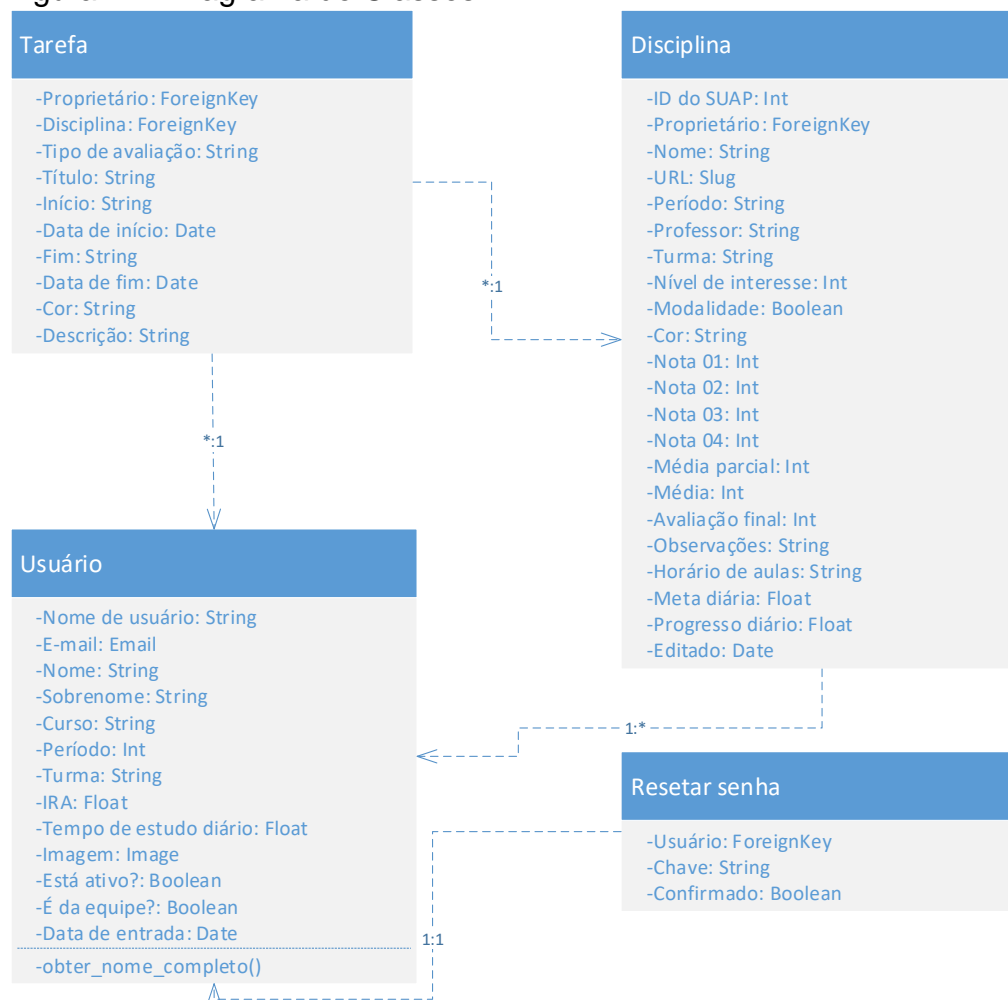 Tarefa
-Proprietário: ForeignKey
-Disciplina: ForeignKey
-Tipo de avaliação: String
-Título: String
-Início: String
-Data de início: Date
-Fim: String
-Data de fim: Date
-Cor: String
-Descrição: String
*:1
*:1
Disciplina
-ID do SUAP: Int
-Proprietário: ForeignKey
-Nome: String
-URL: Slug
-Período: String
-Professor: String
-Turma: String
-Nível de interesse: Int
-Modalidade: Boolean
-Cor: String
-Nota 01: Int
-Nota 02: Int
-Nota 03: Int
-Nota 04: Int
-Média parcial: Int
-Média: Int
-Avaliação final: Int
-Observações: String
-Horário de aulas: String
-Meta diária: Float
-Progresso diário: Float
-Editado: Date
1:*
Usuário
-Nome de usuário: String
-E-mail: Email
-Nome: String
-Sobrenome: String
-Curso: String
-Período: Int
-Turma: String
-IRA: Float
-Tempo de estudo diário: Float
-Imagem: Image
-Está ativo?: Boolean
-É da equipe?: Boolean
-Data de entrada: Date
-obter_nome_completo()
1:1
Resetar senha
-Usuário: ForeignKey
-Chave: String
-Confirmado: Boolean